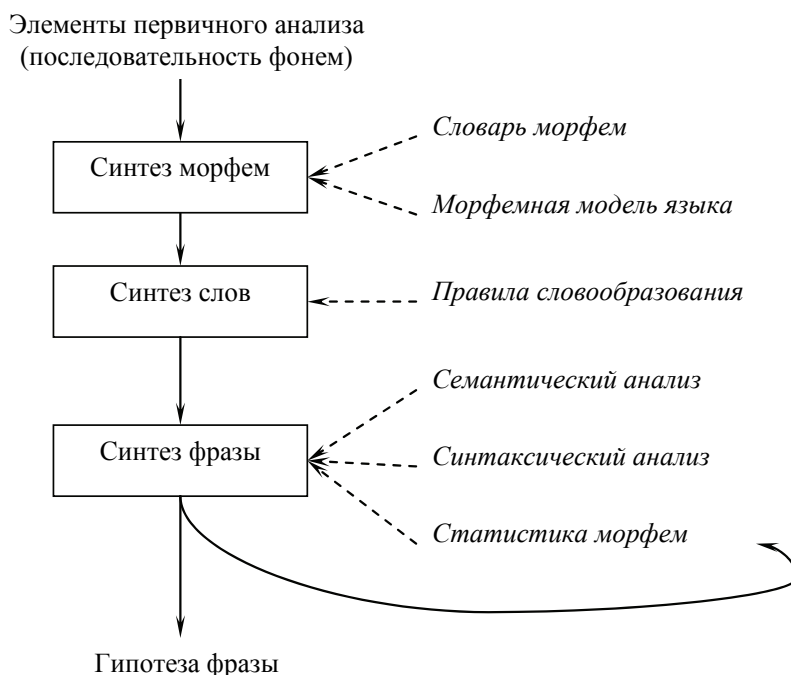 Элементы первичного анализа
(последовательность фонем)
Словарь морфем
Синтез морфем
Морфемная модель языка
Синтез слов
Правила словообразования
Семантический анализ
Синтез фразы
Синтаксический анализ
Статистика морфем
Гипотеза фразы